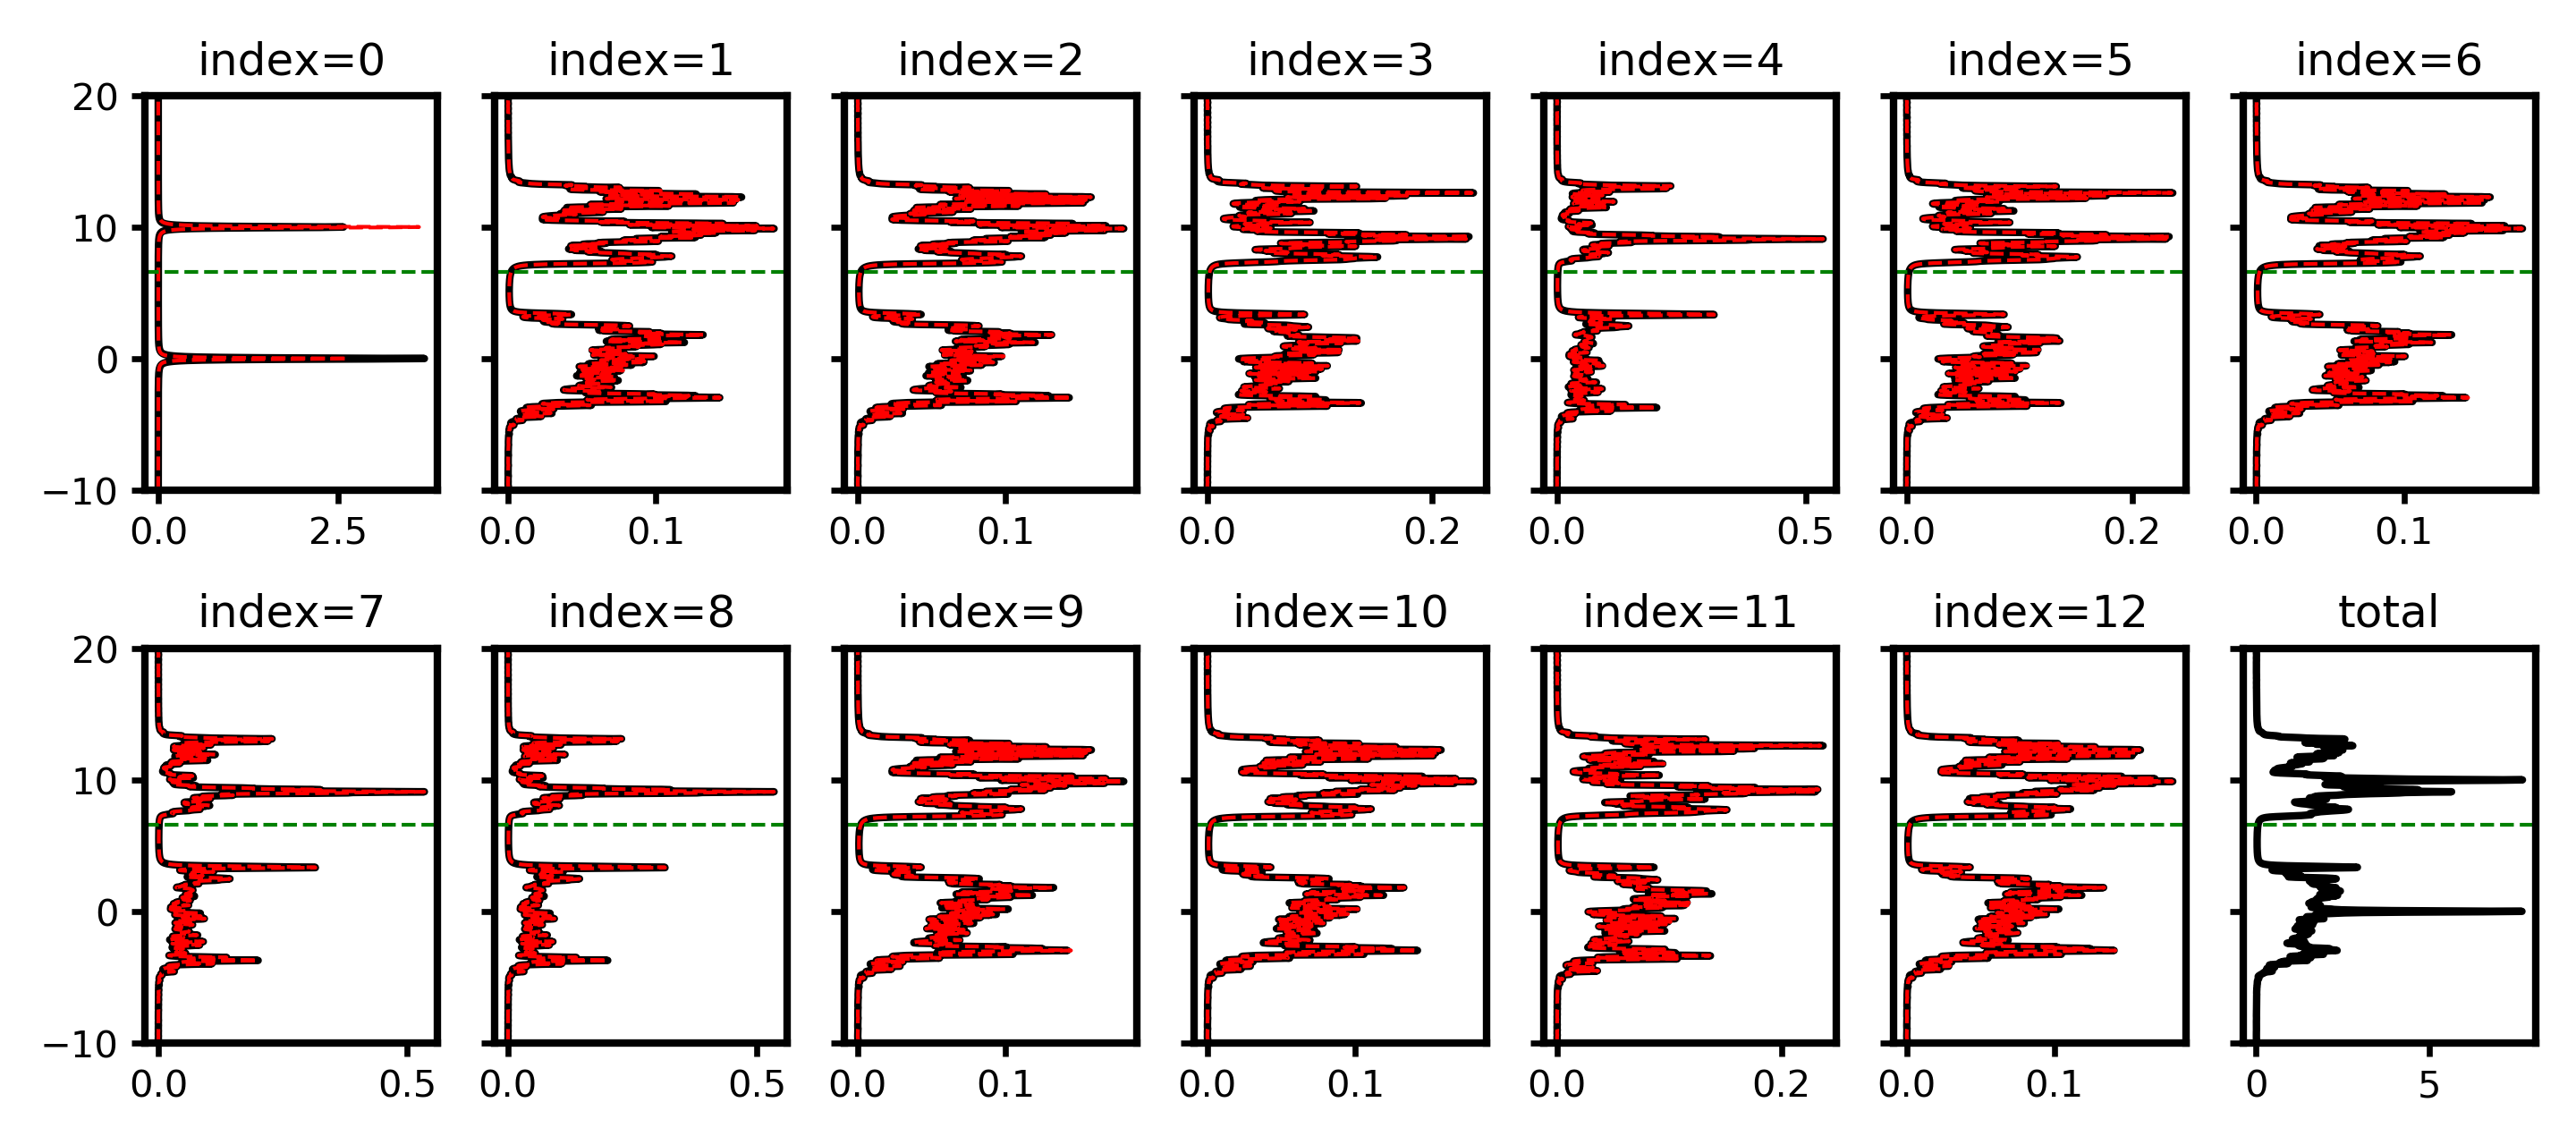 index=0 index=1 index=2 index=3 index=4 index=5 index=6
20
10
0
−10
0.0 2.5 0.0 0.1 0.0 0.1 0.0 0.2 0.0 0.5 0.0 0.2 0.0 0.1
index=7 index=8 index=9 index=10 index=11 index=12 total
20
10
0
−10
0.0 0.5 0.0 0.5 0.0 0.1 0.0 0.1 0.0 0.2 0.0 0.1 0 5